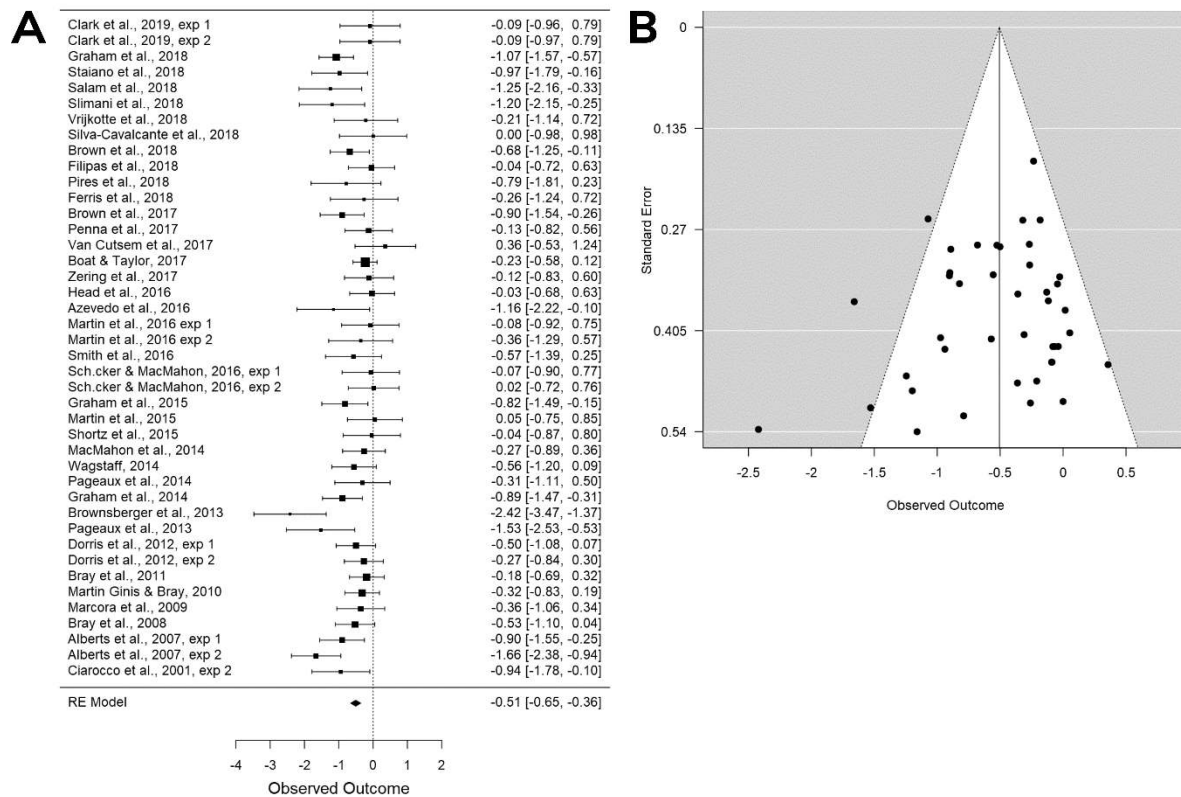 A
Clark et al., 2019, exp 1 -0.09 [-0.96, 0.79]
Clark et al., 2019, exp 2 -0.09 [-0.97, 0.79]
Graham et al., 2018 -1.07 [-1.57, -0.57]
Staiano et al., 2018 -0.97 [-1.79, -0.16]
Salam et al., 2018 -1.25 [-2.16, -0.33]
Slimani et al., 2018 -1.20 [-2.15, -0.25]
Vrijkotte et al., 2018 -0.21 [-1.14, 0.72]
Silva-Cavalcante et al., 2018 0.00 [-0.98, 0.98]
Brown et al., 2018 -0.68 [-1.25, -0.11]
Filipas et al., 2018 -0.04 [-0.72, 0.63]
Pires et al., 2018 -0.79 [-1.81, 0.23]
Ferris et al., 2018 -0.26 [-1.24, 0.72]
Brown et al., 2017 -0.90 [-1.54, -0.26]
Penna et al., 2017 -0.13 [-0.82, 0.56]
Van Cutsem et al., 2017 0.36 [-0.53, 1.24]
Boat & Taylor, 2017 -0.23 [-0.58, 0.12]
Zering et al., 2017 -0.12 [-0.83, 0.60]
Head et al., 2016 -0.03 [-0.68, 0.63]
Azevedo et al., 2016 -1.16 [-2.22, -0.10]
Martin et al., 2016 exp 1 -0.08 [-0.92, 0.75]
Martin et al., 2016 exp 2 -0.36 [-1.29, 0.57]
Smith et al., 2016 -0.57 [-1.39, 0.25]
Sch.cker & MacMahon, 2016, exp 1 -0.07 [-0.90, 0.77]
Sch.cker & MacMahon, 2016, exp 2 0.02 [-0.72, 0.76]
Graham et al., 2015 -0.82 [-1.49, -0.15]
Martin et al., 2015 0.05 [-0.75, 0.85]
Shortz et al., 2015 -0.04 [-0.87, 0.80]
MacMahon et al., 2014 -0.27 [-0.89, 0.36]
Wagstaff, 2014 -0.56 [-1.20, 0.09]
Pageaux et al., 2014 -0.31 [-1.11, 0.50]
Graham et al., 2014 -0.89 [-1.47, -0.31]
Brownsberger et al., 2013 -2.42 [-3.47, -1.37]
Pageaux et al., 2013 -1.53 [-2.53, -0.53]
Dorris et al., 2012, exp 1 -0.50 [-1.08, 0.07]
Dorris et al., 2012, exp 2 -0.27 [-0.84, 0.30]
Bray et al., 2011 -0.18 [-0.69, 0.32]
Martin Ginis & Bray, 2010 -0.32 [-0.83, 0.19]
Marcora et al., 2009 -0.36 [-1.06, 0.34]
Bray et al., 2008 -0.53 [-1.10, 0.04]
Alberts et al., 2007, exp 1 -0.90 [-1.55, -0.25]
Alberts et al., 2007, exp 2 -1.66 [-2.38, -0.94]
Ciarocco et al., 2001, exp 2 -0.94 [-1.78, -0.10]
RE Model -0.51 [-0.65, -0.36]
-4 -3 -2 -1 0 1 2
Observed Outcome
B
Standard Error
0
0.135
0.27
0.405
0.54
-2.5 -2 -1.5 -1 -0.5 0 0.5
Observed Outcome